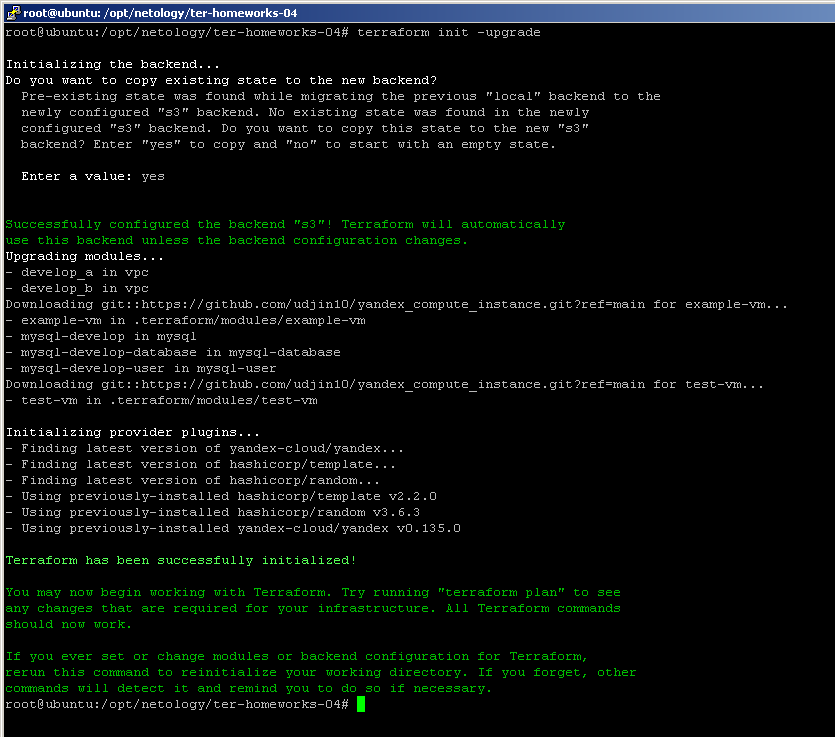 root@ubuntu: /opt/netology/ter-homeworks-04
root@ubuntu:/opt/netology/ter-homeworks-04# terraform init -upgrade
Initializing the backend...
Do you want to copy existing state to the new backend?
Pre-existing state was found while migrating the previous "local" backend to the
newly configured "s3" backend. No existing state was found in the newly
configured "s3" backend. Do you want to copy this state to the new "s3"
backend? Enter "yes" to copy and "no" to start with an empty state.
Enter a value: yes
Successfully configured the backend "s3"! Terraform will automatically
use this backend unless the backend configuration changes.
Upgrading modules...
- develop_a in vpc
- develop_b in vpc
Downloading git::https://github.com/udjin10/yandex_compute_instance.git?ref=main for example-vm...
- example-vm in .terraform/modules/example-vm
- mysql-develop in mysql
- mysql-develop-database in mysql-database
- mysql-develop-user in mysql-user
Downloading git::https://github.com/udjin10/yandex_compute_instance.git?ref=main for test-vm...
- test-vm in .terraform/modules/test-vm
Initializing provider plugins...
- Finding latest version of yandex-cloud/yandex...
- Finding latest version of hashicorp/template...
- Finding latest version of hashicorp/random...
- Using previously-installed hashicorp/template v2.2.0
- Using previously-installed hashicorp/random v3.6.3
- Using previously-installed yandex-cloud/yandex v0.135.0
Terraform has been successfully initialized!
You may now begin working with Terraform. Try running "terraform plan" to see
any changes that are required for your infrastructure. All Terraform commands
should now work.
If you ever set or change modules or backend configuration for Terraform,
rerun this command to reinitialize your working directory. If you forget, other
commands will detect it and remind you to do so if necessary.
root@ubuntu:/opt/netology/ter-homeworks-04#